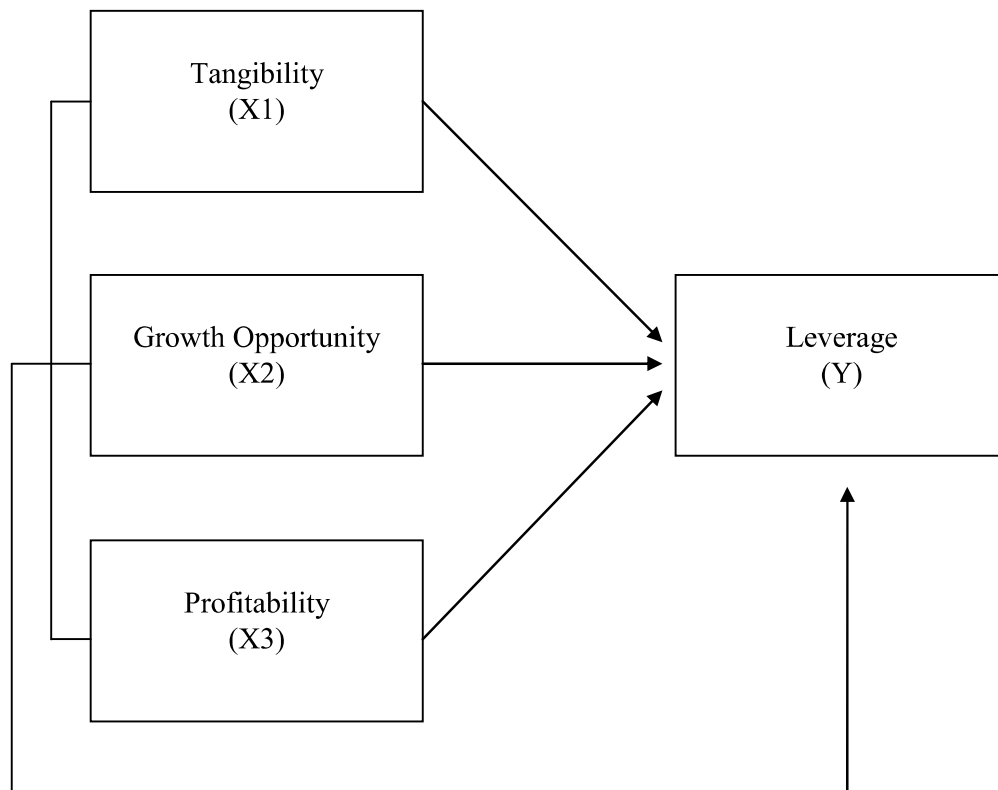 Tangibility
(X1)
Growth Opportunity
(X2)
Leverage
(Y)
Profitability
(X3)